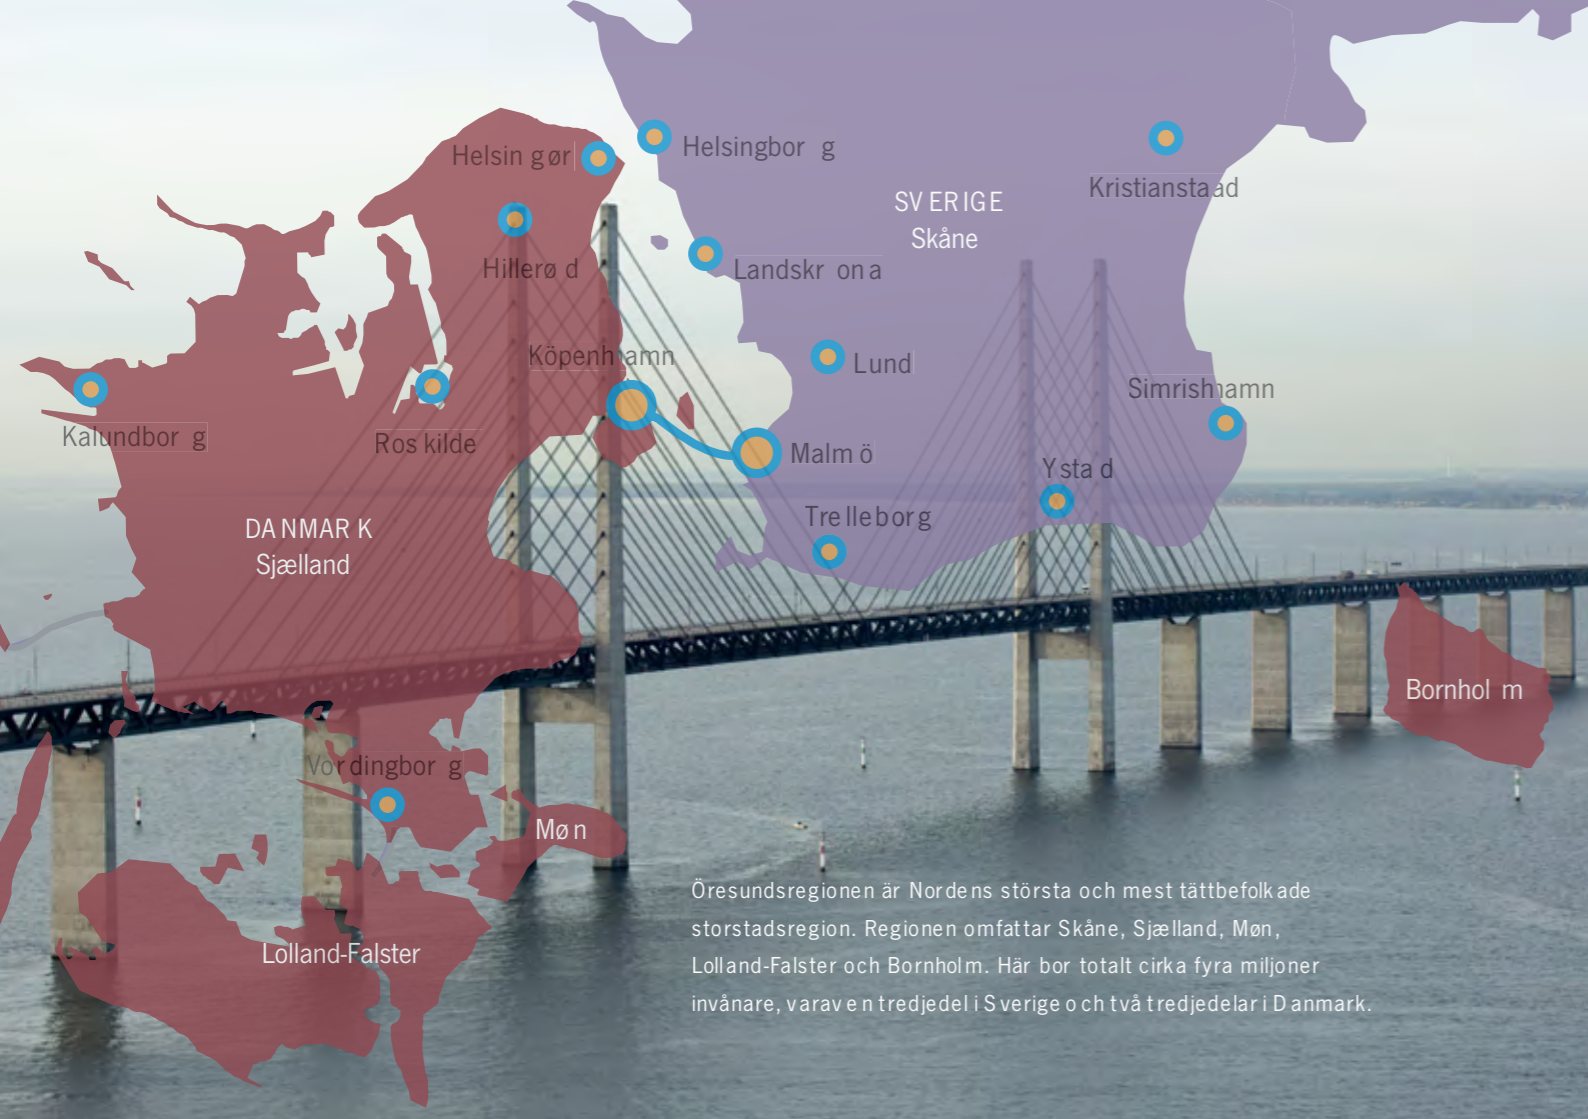 Helsingør
Helsingborg
Kristianstaad
SVERIGE
Skåne
Hillerød
Landskrona
Köpenhamn
Lund
Simrishnamn
Kalundborg
Roskilde
Malmö
Ystad
Trelleborg
DANMARK
Sjælland
Bornholm
Vordingborg
Møn
Lolland-Falster
Öresundsregionen är Nordens största och mest tättbefolkade
storstadsregion. Regionen omfattar Skåne, Sjælland, Møn,
Lolland-Falster och Bornholm. Här bor totalt cirka fyra miljoner
invånare, varav en tredjedel i Sverige och två tredjedelar i Danmark.